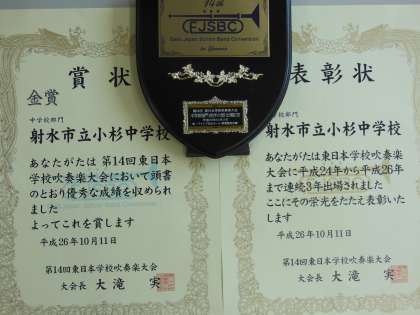 14th
EJSBC
East Japan School Band Convention
賞状
金賞
中学校部門
射水市立小杉中学校
あなたがたは第14回東日本
学校吹奏楽大会において頭書
のとおり優秀な成績を収められ
ました
よってこれを賞します
平成26年10月11日
第14回東日本学校吹奏楽大会
大会長 大滝 実
表彰状
中学校部門
射水市立小杉中学校
あなたがたは東日本学校吹奏楽
大会に平成24年から平成26年
まで連続3年出場されました
ここにその栄光をたたえ表彰いた
します
平成26年10月11日
第14回東日本学校吹奏楽大会
大会長 大滝 実